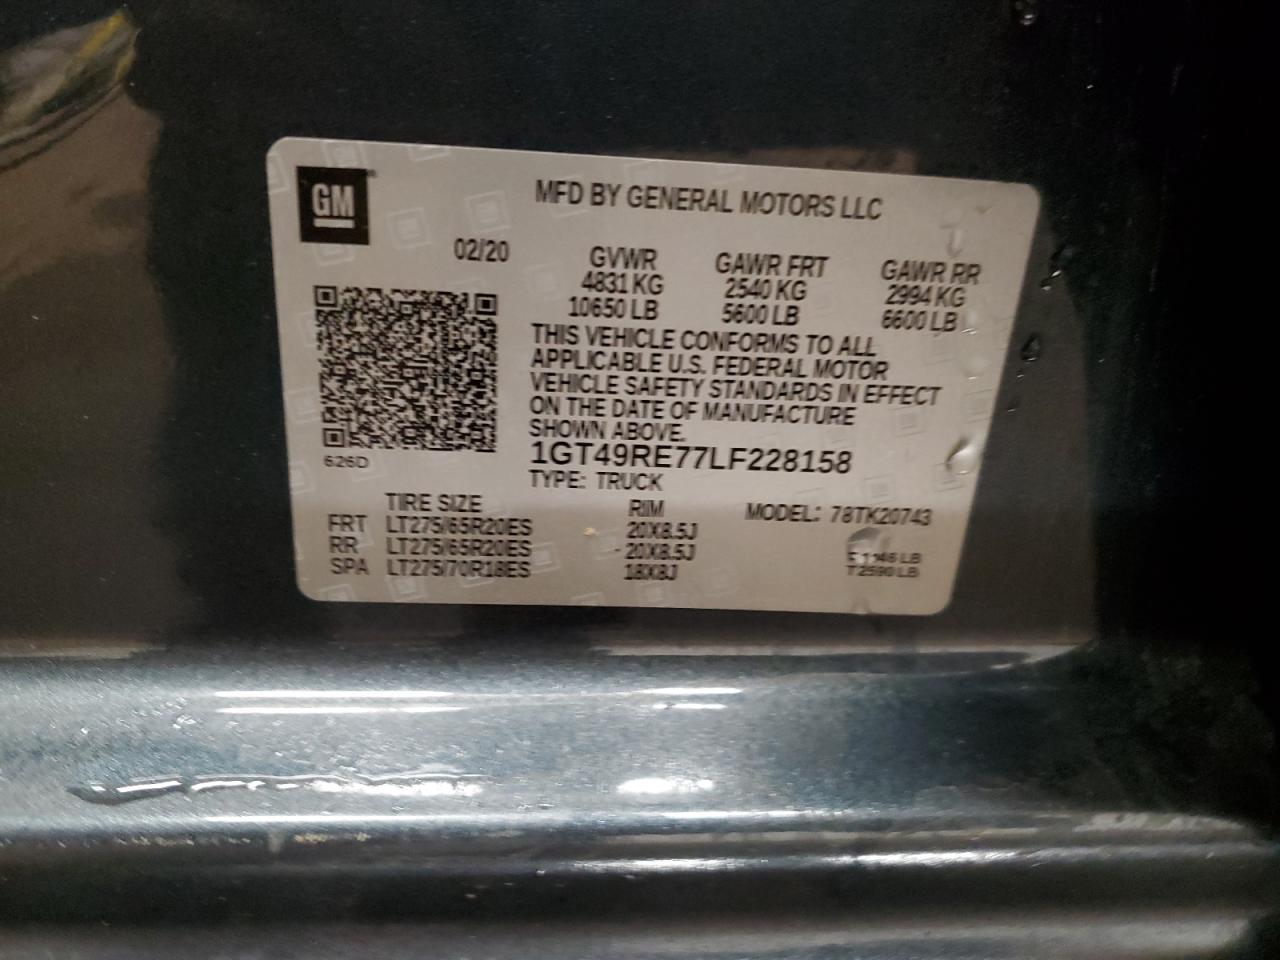 GM
MFD BY GENERAL MOTORS LLC
02/20
GVWR GAWR FRT GAWR RR
4831 KG 2540 KG 2994 KG
10650 LB 5600 LB 6600 LB
THIS VEHICLE CONFORMS TO ALL
APPLICABLE U.S. FEDERAL MOTOR
VEHICLE SAFETY STANDARDS IN EFFECT
ON THE DATE OF MANUFACTURE
SHOWN ABOVE.
626D
1GT49RE77LF228158
TYPE: TRUCK
TIRE SIZE RIM MODEL: 78TK20743
FRT LT275/65R20ES 20X8.5J
RR LT275/65R20ES 20X8.5J
SPA LT275/70R18ES 18X8J
LB
T2590 LB